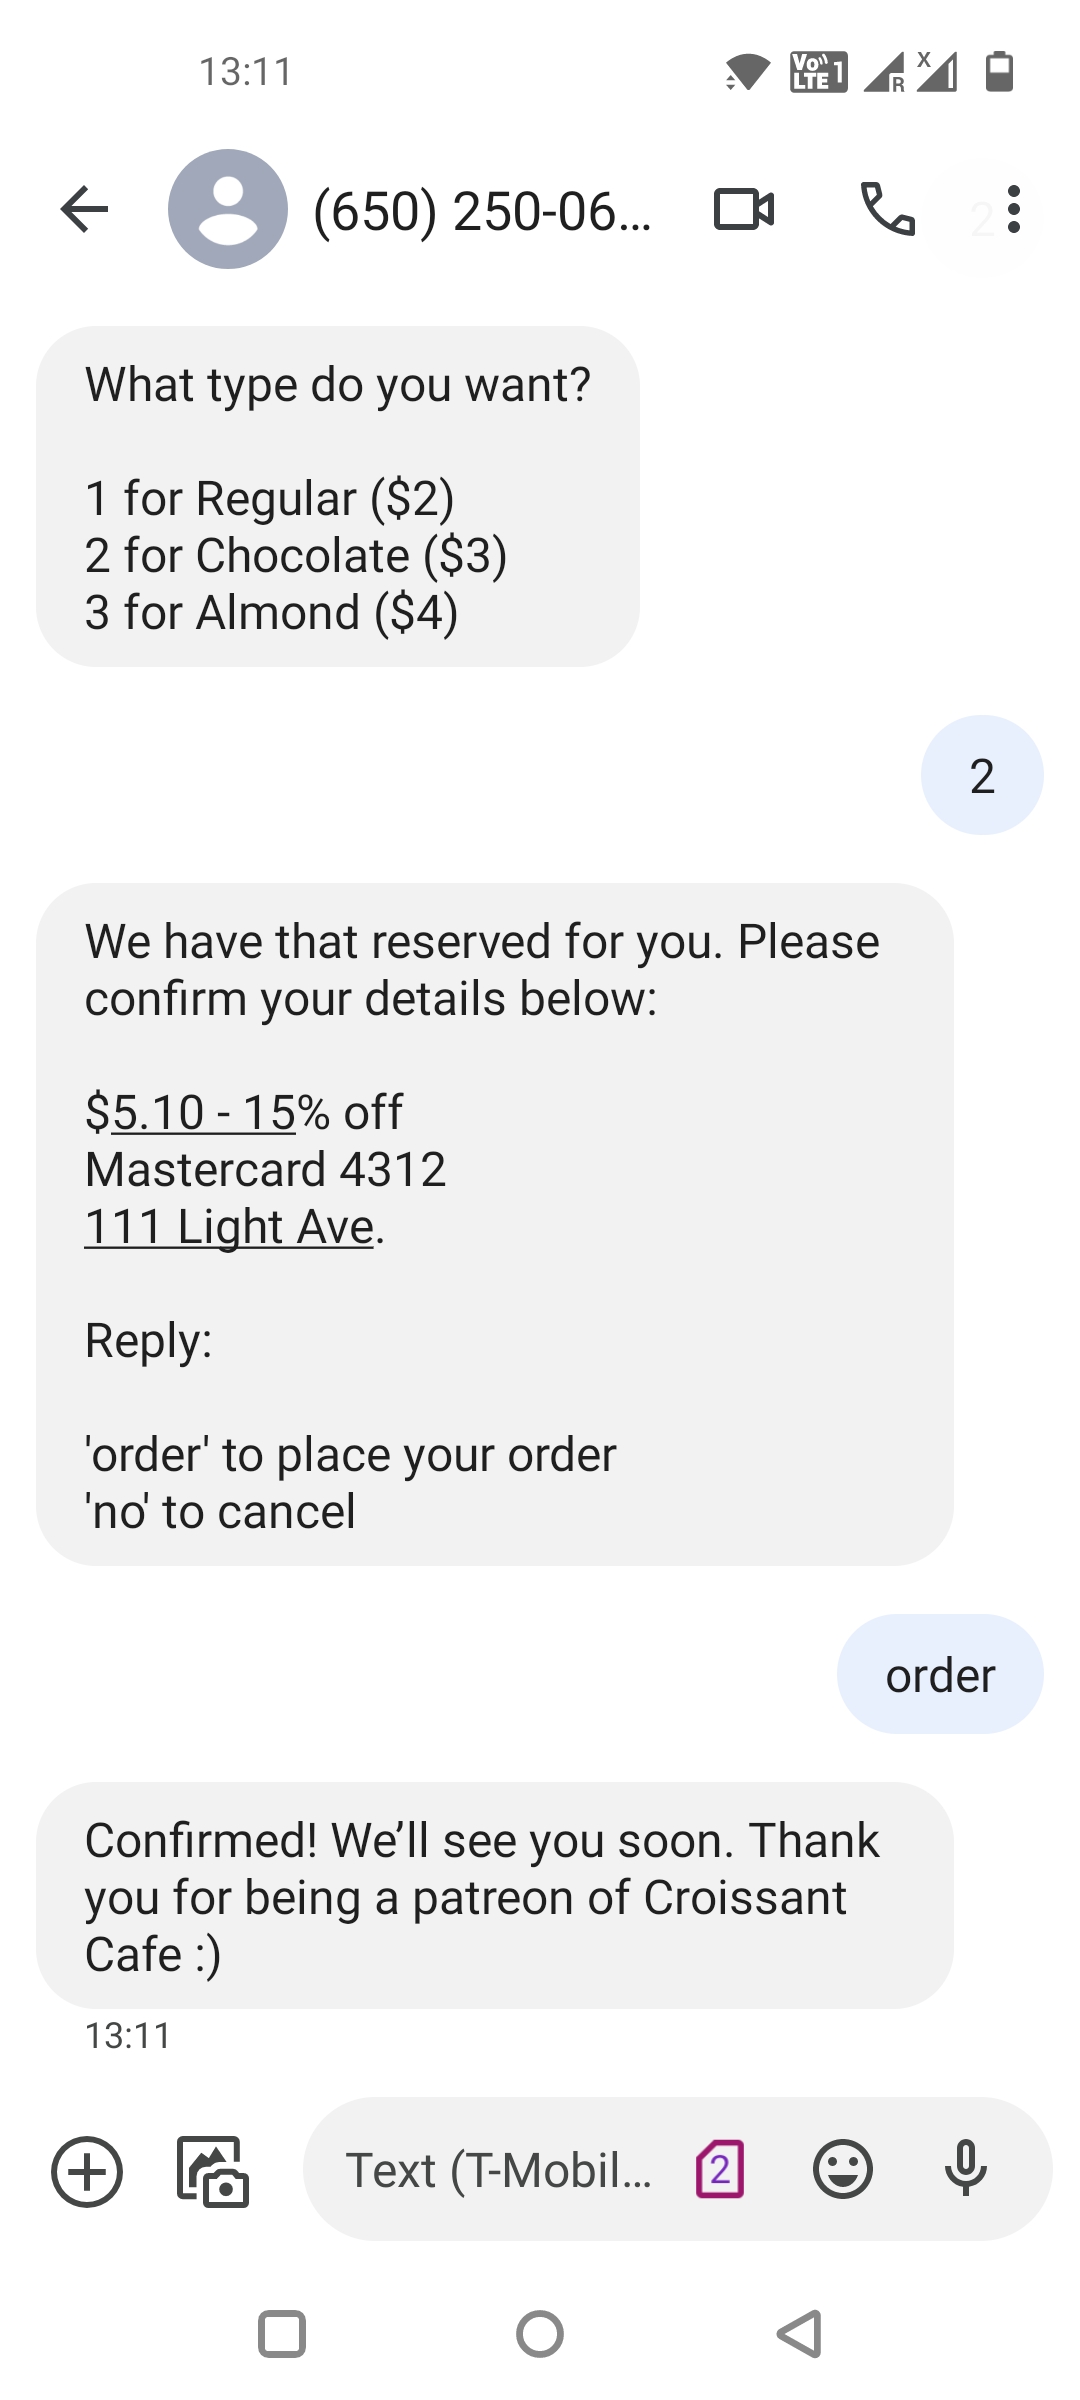 13:11
Vo)) LTE 1 R X
(650) 250-06...
2
What type do you want?
1 for Regular ($2)
2 for Chocolate ($3)
3 for Almond ($4)
2
We have that reserved for you. Please
confirm your details below:
$5.10 - 15% off
Mastercard 4312
111 Light Ave.
Reply:
'order' to place your order
'no' to cancel
order
Confirmed! We’ll see you soon. Thank
you for being a patreon of Croissant
Cafe :)
13:11
Text (T-Mobil... 2